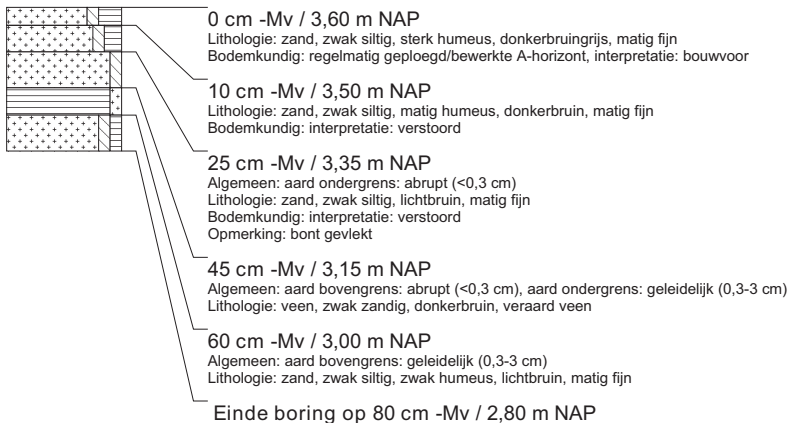 0 cm -Mv / 3,60 m NAP
Lithologie: zand, zwak siltig, sterk humeus, donkerbruingrijs, matig fijn
Bodemkundig: regelmatig geploegd/bewerkte A-horizont, interpretatie: bouwvoor
10 cm -Mv / 3,50 m NAP
Lithologie: zand, zwak siltig, matig humeus, donkerbruin, matig fijn
Bodemkundig: interpretatie: verstoord
25 cm -Mv / 3,35 m NAP
Algemeen: aard ondergrens: abrupt (<0,3 cm)
Lithologie: zand, zwak siltig, lichtbruin, matig fijn
Bodemkundig: interpretatie: verstoord
Opmerking: bont gevlekt
45 cm -Mv / 3,15 m NAP
Algemeen: aard bovengrens: abrupt (<0,3 cm), aard ondergrens: geleidelijk (0,3-3 cm)
Lithologie: veen, zwak zandig, donkerbruin, veraard veen
60 cm -Mv / 3,00 m NAP
Algemeen: aard bovengrens: geleidelijk (0,3-3 cm)
Lithologie: zand, zwak siltig, zwak humeus, lichtbruin, matig fijn
Einde boring op 80 cm -Mv / 2,80 m NAP